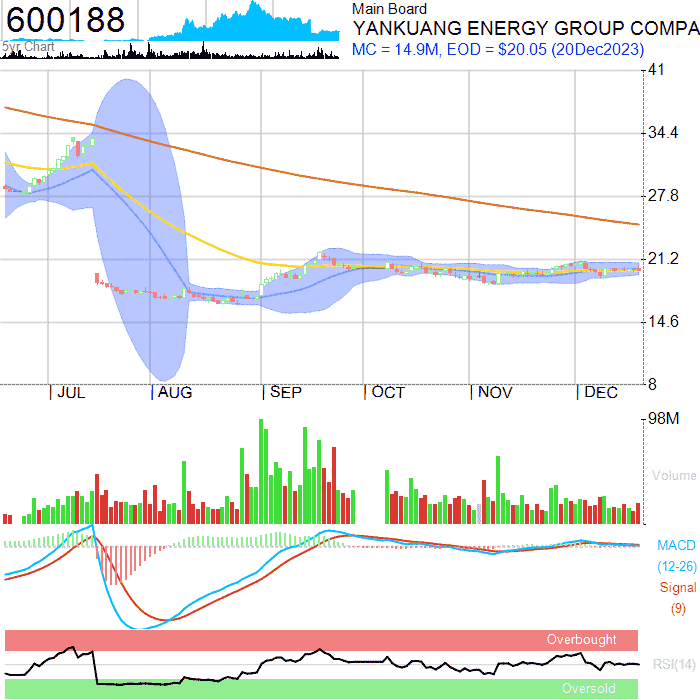 600188
5yr Chart
Main Board
YANKUANG ENERGY GROUP COMPA
MC = 14.9M, EOD = $20.05 (20Dec2023)
41
34.4
27.8
21.2
14.6
8
JUL
AUG
SEP
OCT
NOV
DEC
98M
Volume
MACD
(12-26)
Signal
(9)
Overbought
RSI(14)
Oversold